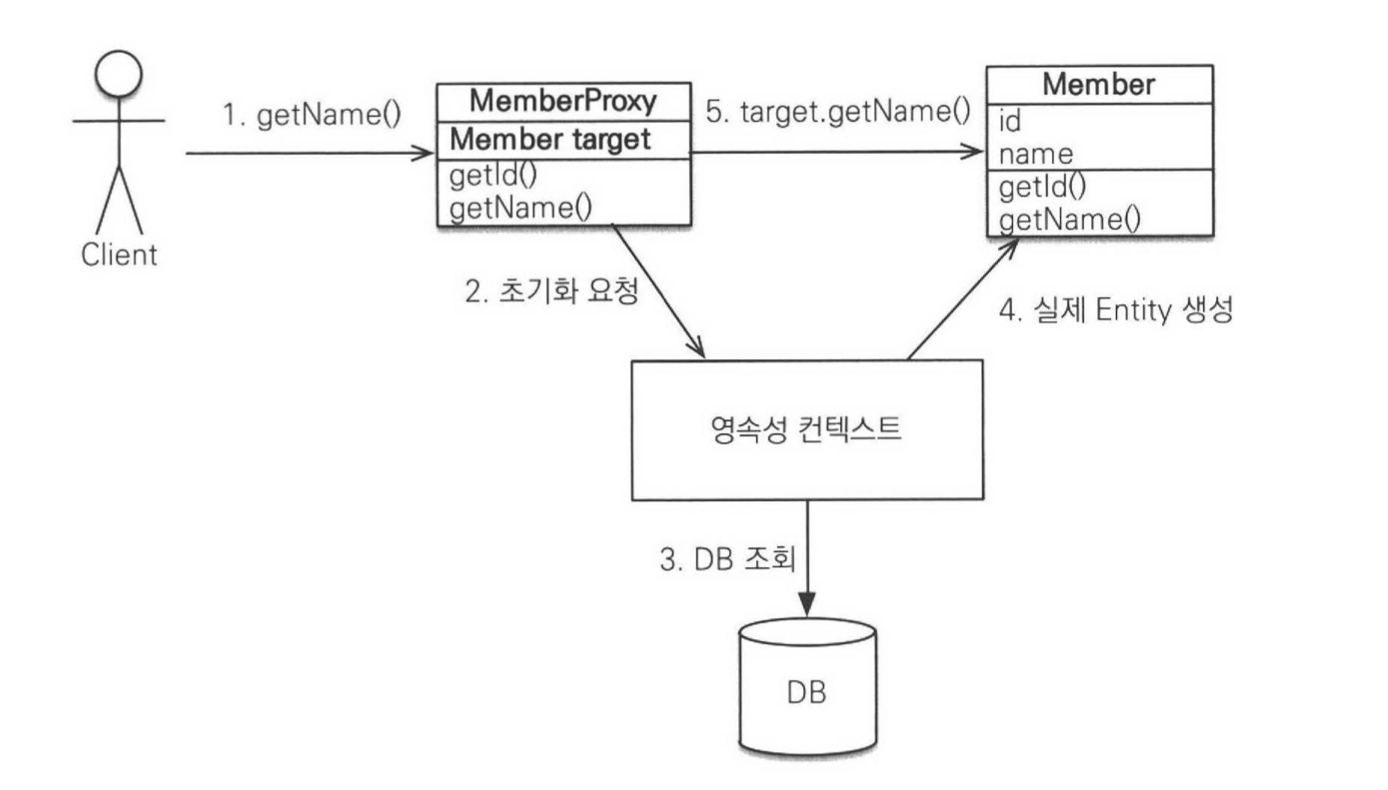 1. getName()
MemberProxy
Member target
getId()
getName()
5. target.getName()
Member
id
name
getId()
getName()
Client
2. 초기화 요청
4. 실제 Entity 생성
영속성 컨텍스트
3. DB 조회
DB